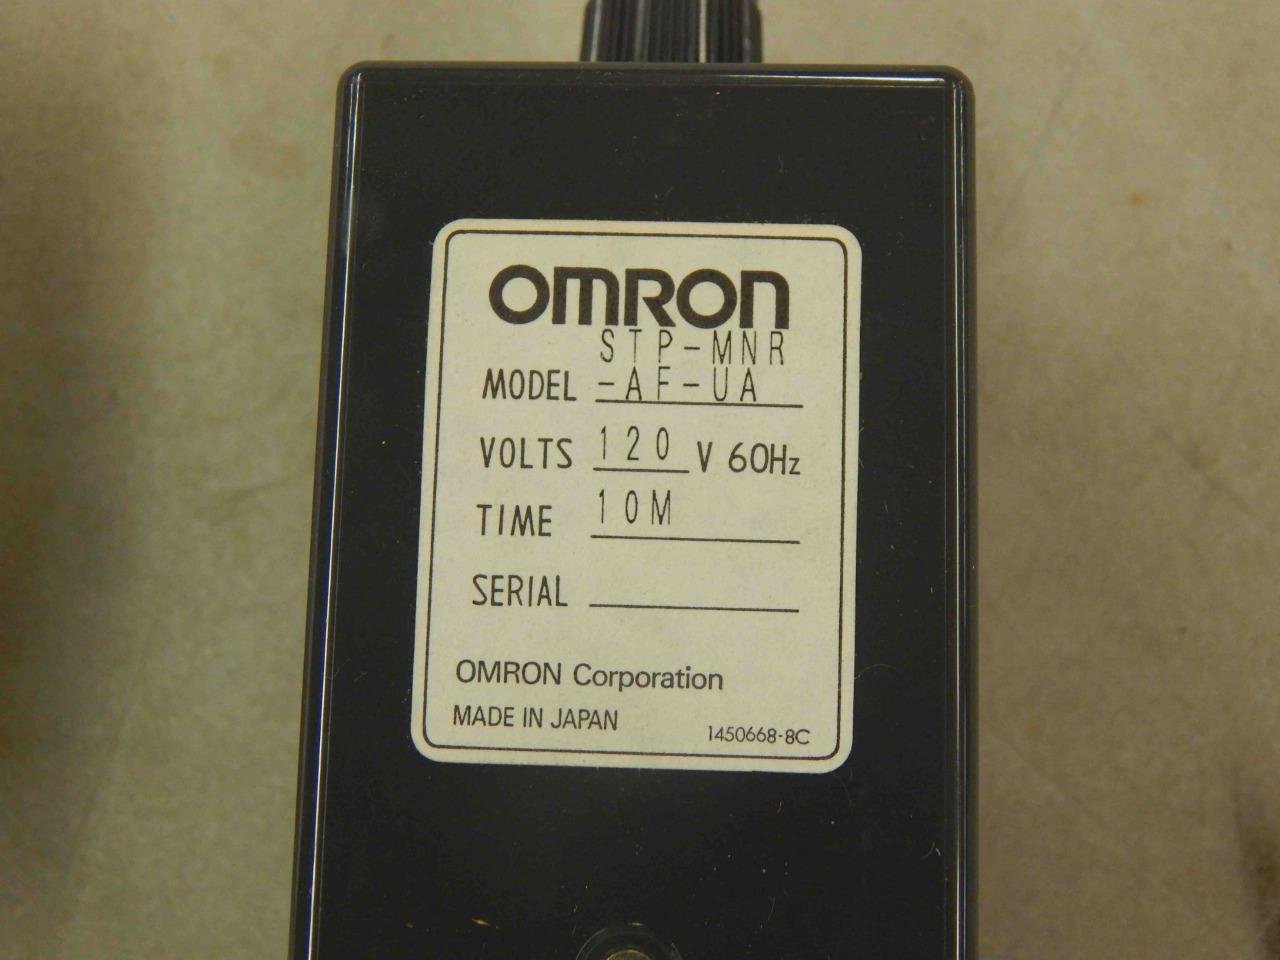 OMRON
STP-MNR
MODEL -AF-UA
VOLTS 120 V 60Hz
TIME 10M
SERIAL
OMRON Corporation
MADE IN JAPAN 1450668-8C